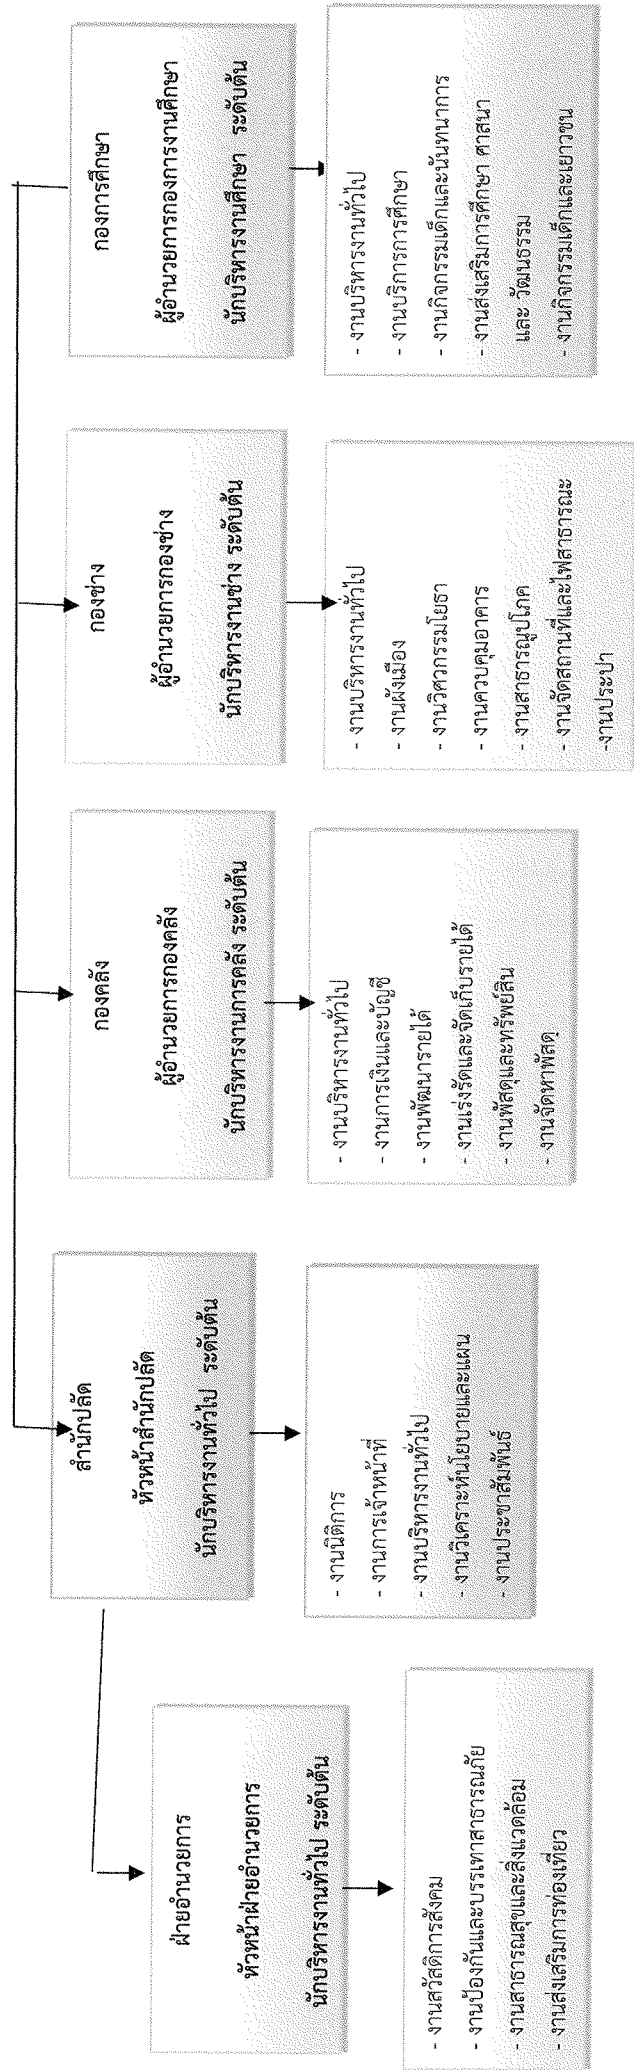 ฝ่ายอำนวยการ
หัวหน้าฝ่ายอำนวยการ
นักบริหารงานทั่วไป ระดับต้น
- งานสวัสดิการสังคม
- งานป้องกันและบรรเทาสาธารณภัย
- งานสาธารณสุขและสิ่งแวดล้อม
- งานส่งเสริมการท่องเที่ยว
สำนักปลัด
หัวหน้าสำนักปลัด
นักบริหารงานทั่วไป ระดับต้น
- งานนิติการ
- งานการเจ้าหน้าที่
- งานบริหารงานทั่วไป
- งานวิเคราะห์นโยบายและแผน
- งานประชาสัมพันธ์
กองคลัง
ผู้อำนวยการกองคลัง
นักบริหารงานการคลัง ระดับต้น
- งานบริหารงานทั่วไป
- งานการเงินและบัญชี
- งานพัฒนารายได้
- งานเร่งรัดและจัดเก็บรายได้
- งานพัสดุและทรัพย์สิน
- งานจัดหาพัสดุ
กองช่าง
ผู้อำนวยการกองช่าง
นักบริหารงานช่าง ระดับต้น
- งานบริหารงานทั่วไป
- งานผังเมือง
- งานวิศวกรรมโยธา
- งานควบคุมอาคาร
- งานสาธารณูปโภค
- งานจัดสถานที่และไฟสาธารณะ
-งานประปา
กองการศึกษา
ผู้อำนวยการกองการงานศึกษา
นักบริหารงานศึกษา ระดับต้น
- งานบริหารงานทั่วไป
- งานบริการการศึกษา
- งานกิจกรรมเด็กและนันทนาการ
- งานส่งเสริมการศึกษา ศาสนา
และ วัฒนธรรม
- งานกิจกรรมเด็กและเยาวชน